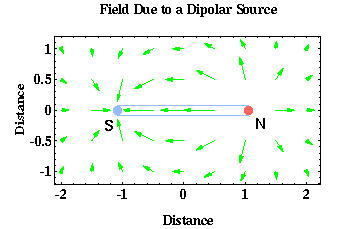 Field Due to a Dipolar Source
1
0.5
0
-0.5
-1
Distance
S
N
-2
-1
0
1
2
Distance